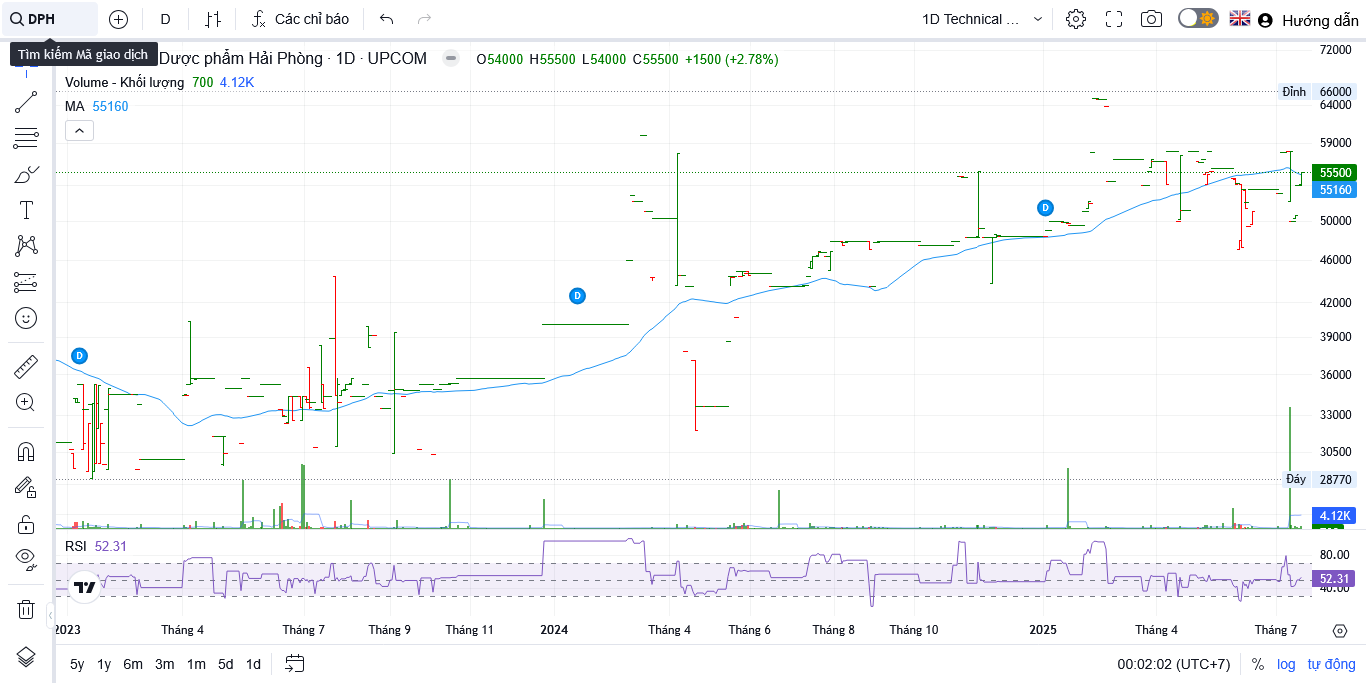 DPH
D
Các chỉ báo
1D Technical ...
Hướng dẫn
Tìm kiếm Mã giao dịch
Dược phẩm Hải Phòng · 1D · UPCOM
O54000 H55500 L54000 C55500 +1500 (+2.78%)
Volume - Khối lượng 700 4.12K
MA 55160
72000
Đỉnh 66000
64000
59000
55500
55160
50000
46000
42000
39000
36000
33000
30500
Đáy 28770
4.12K
D
D
D
RSI 52.31
80.00
52.31
40.00
2023 Tháng 4 Tháng 7 Tháng 9 Tháng 11 2024 Tháng 4 Tháng 6 Tháng 8 Tháng 10 2025 Tháng 4 Tháng 7
5y 1y 6m 3m 1m 5d 1d
00:02:02 (UTC+7) % log tự động